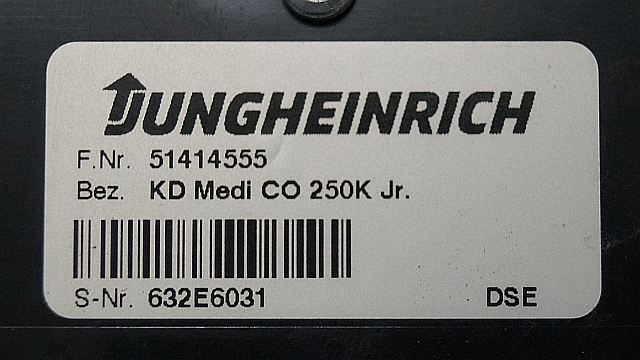 JUNGHEINRICH
F.Nr. 51414555
Bez. KD Medi CO 250K Jr.
S-Nr. 632E6031 DSE